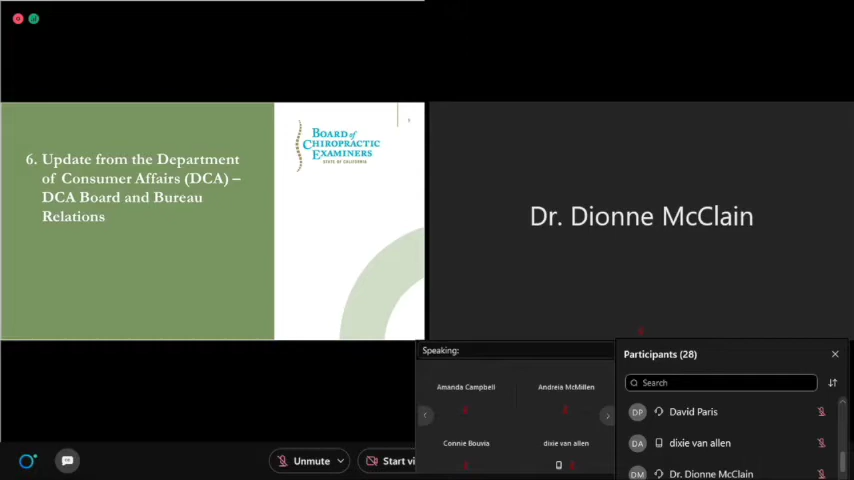 6. Update from the Department
of Consumer Affairs (DCA) –
DCA Board and Bureau
Relations
BOARD of
CHIROPRACTIC
EXAMINERS
STATE OF CALIFORNIA
Dr. Dionne McClain
Speaking:
Amanda Campbell
Andreia McMillen
Connie Bouvia
dixie van allen
Participants (28)
Search
DP David Paris
DA dixie van allen
DM Dr. Dionne McClain
Unmute
Start vi